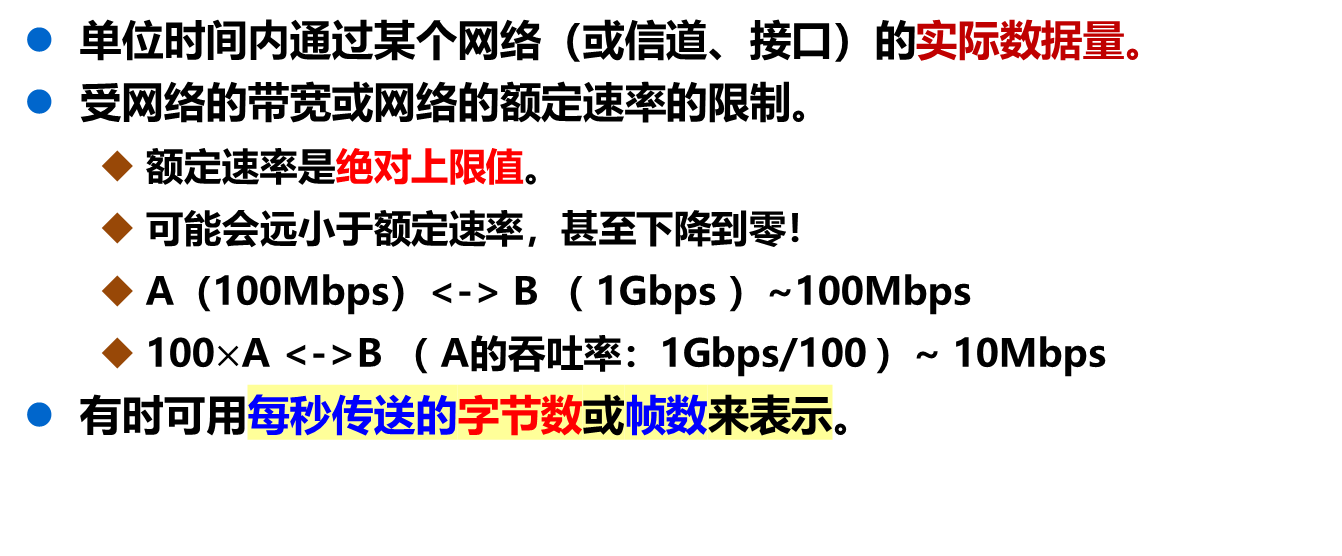 ● 单位时间内通过某个网络（或信道、接口）的实际数据量。
● 受网络的带宽或网络的额定速率的限制。
◆ 额定速率是绝对上限值。
◆ 可能会远小于额定速率，甚至下降到零！
◆ A（100Mbps）<-> B （ 1Gbps ）~100Mbps
◆ 100×A <->B （ A的吞吐率：1Gbps/100 ）~ 10Mbps
● 有时可用每秒传送的字节数或帧数来表示。